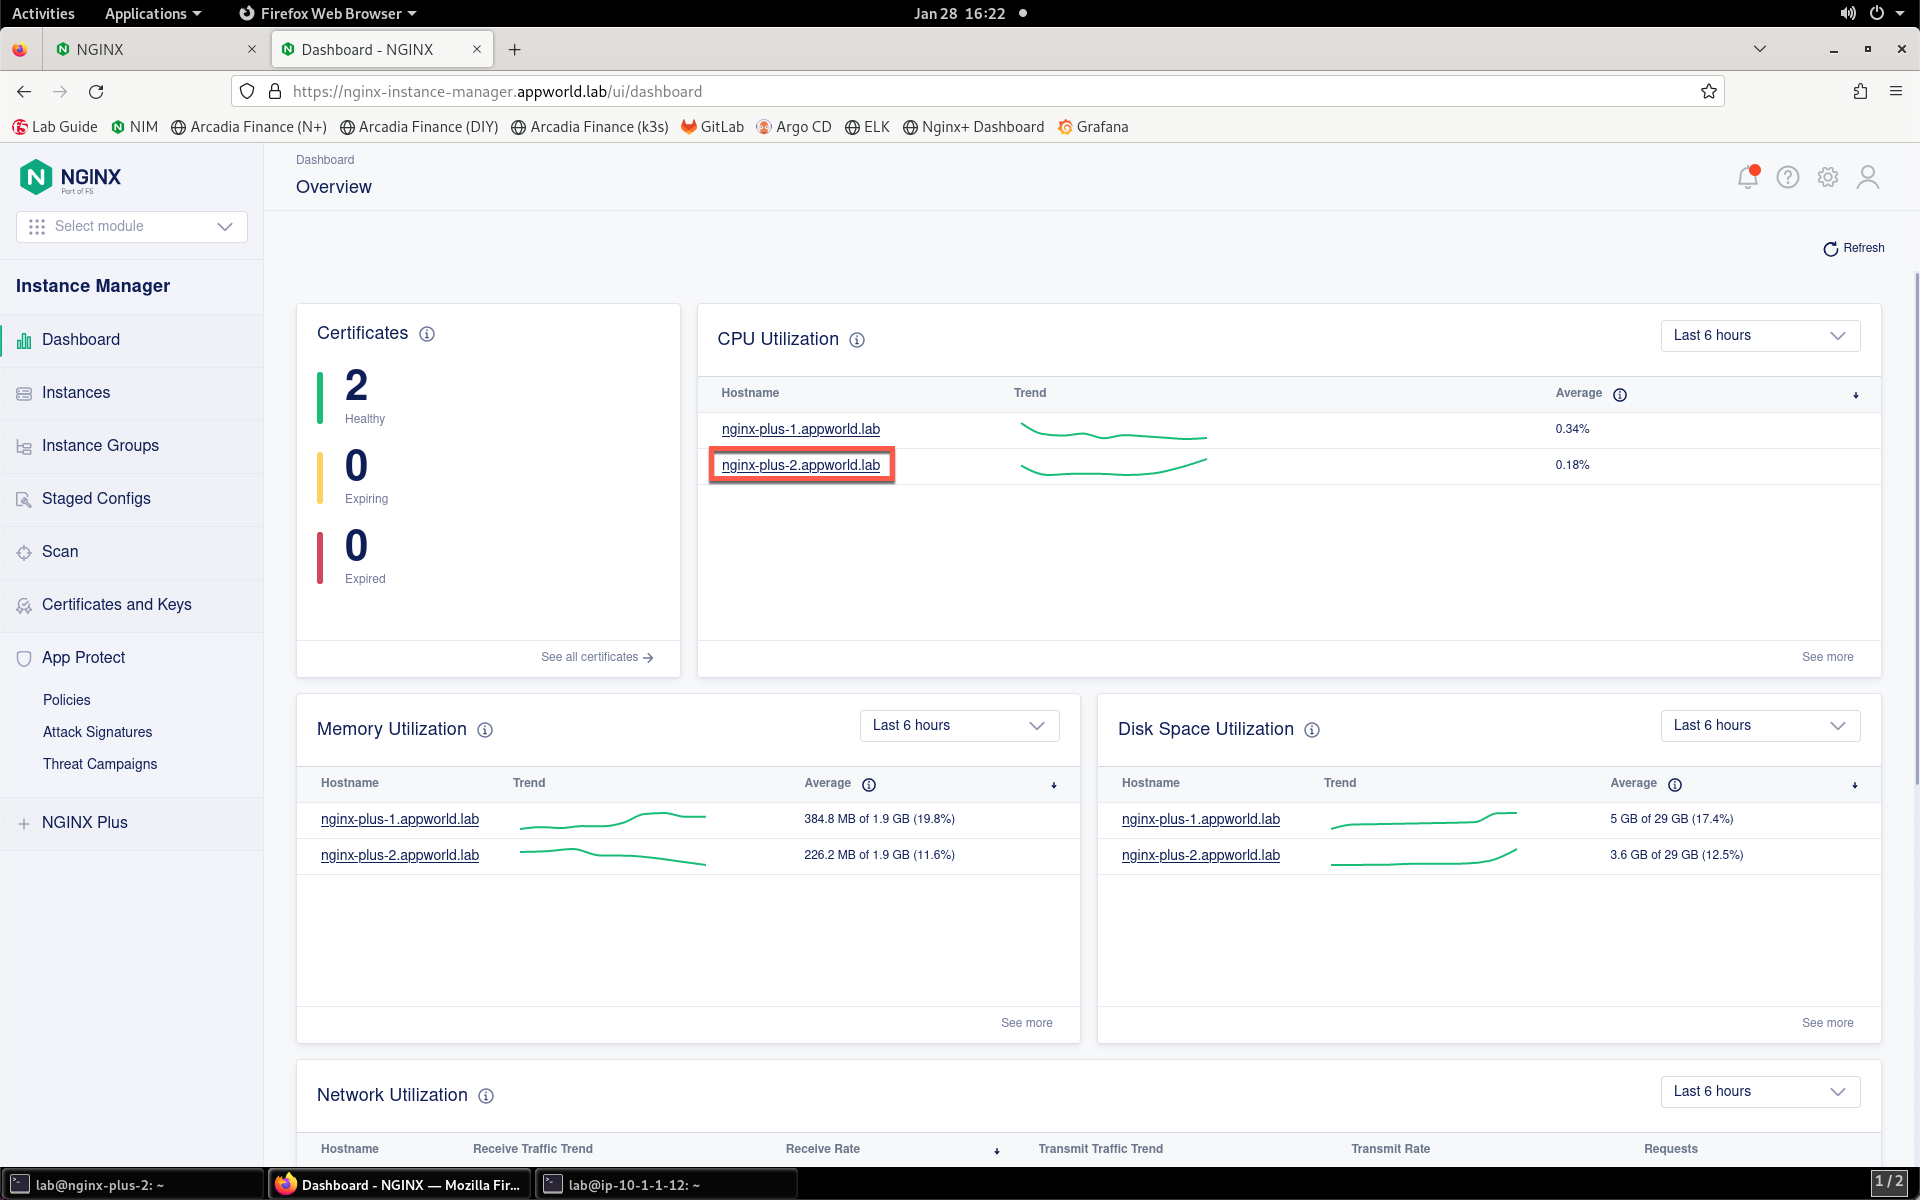 Activities Applications Firefox Web Browser Jan 28 16:22
NGINX Dashboard - NGINX
https://nginx-instance-manager.appworld.lab/ui/dashboard
Lab Guide NIM Arcadia Finance (N+) Arcadia Finance (DIY) Arcadia Finance (k3s) GitLab Argo CD ELK Nginx+ Dashboard Grafana
NGINX
Part of F5
Select module
Instance Manager
Dashboard
Instances
Instance Groups
Staged Configs
Scan
Certificates and Keys
App Protect
Policies
Attack Signatures
Threat Campaigns
NGINX Plus
Dashboard
Overview
Refresh
Certificates
2
Healthy
0
Expiring
0
Expired
See all certificates
CPU Utilization Last 6 hours
Hostname Trend Average
nginx-plus-1.appworld.lab 0.34%
nginx-plus-2.appworld.lab 0.18%
See more
Memory Utilization Last 6 hours
Hostname Trend Average
nginx-plus-1.appworld.lab 384.8 MB of 1.9 GB (19.8%)
nginx-plus-2.appworld.lab 226.2 MB of 1.9 GB (11.6%)
See more
Disk Space Utilization Last 6 hours
Hostname Trend Average
nginx-plus-1.appworld.lab 5 GB of 29 GB (17.4%)
nginx-plus-2.appworld.lab 3.6 GB of 29 GB (12.5%)
See more
Network Utilization Last 6 hours
Hostname Receive Traffic Trend Receive Rate Transmit Traffic Trend Transmit Rate Requests
lab@nginx-plus-2: ~ Dashboard - NGINX — Mozilla Fir... lab@ip-10-1-1-12: ~ 1 / 2